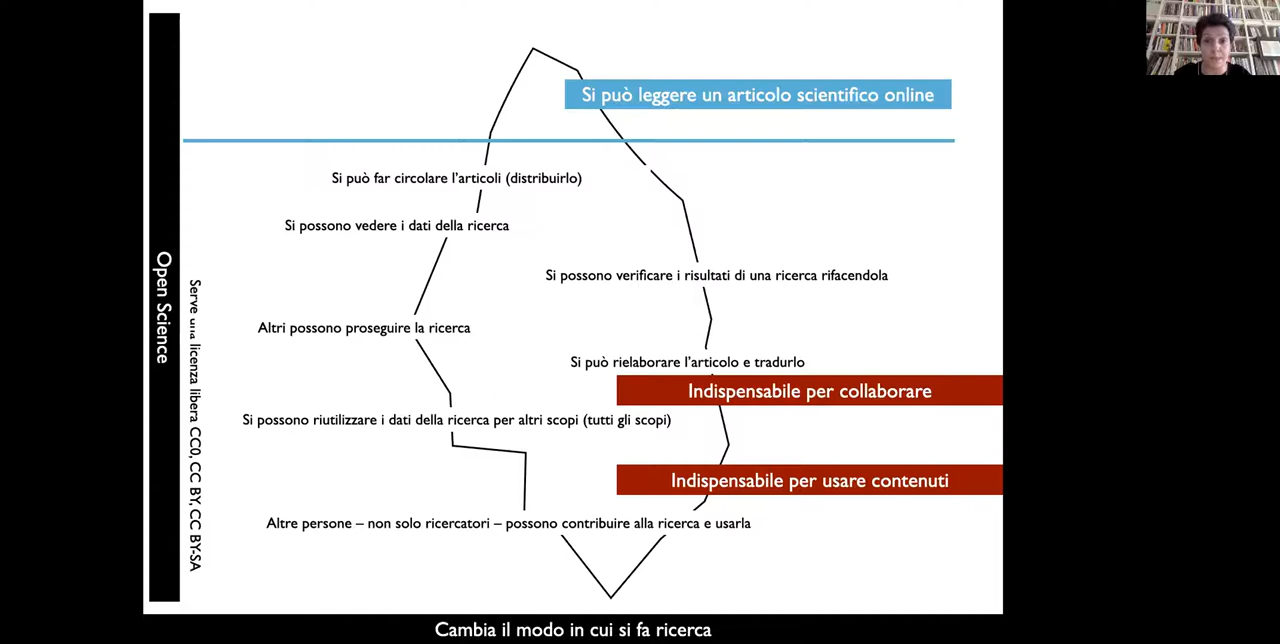 Si può leggere un articolo scientifico online
Si può far circolare l'articoli (distribuirlo)
Si possono vedere i dati della ricerca
Si possono verificare i risultati di una ricerca rifacendola
Altri possono proseguire la ricerca
Si può rielaborare l'articolo e tradurlo
Indispensabile per collaborare
Si possono riutilizzare i dati della ricerca per altri scopi (tutti gli scopi)
Indispensabile per usare contenuti
Altre persone – non solo ricercatori – possono contribuire alla ricerca e usarla
Open Science
Serve una licenza libera CC0, CC BY, CC BY-SA
Cambia il modo in cui si fa ricerca